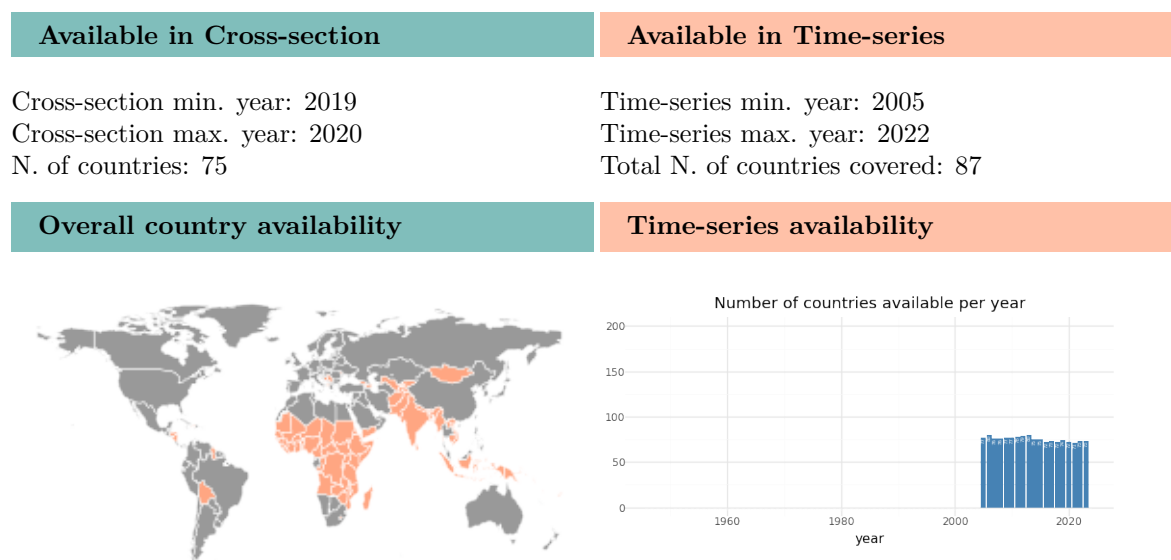 Available in Cross-section
Available in Time-series
Cross-section min. year: 2019
Cross-section max. year: 2020
N. of countries: 75
Time-series min. year: 2005
Time-series max. year: 2022
Total N. of countries covered: 87
Overall country availability
Time-series availability
Number of countries available per year
200
150
100
50
0
1960 1980 2000 2020
year